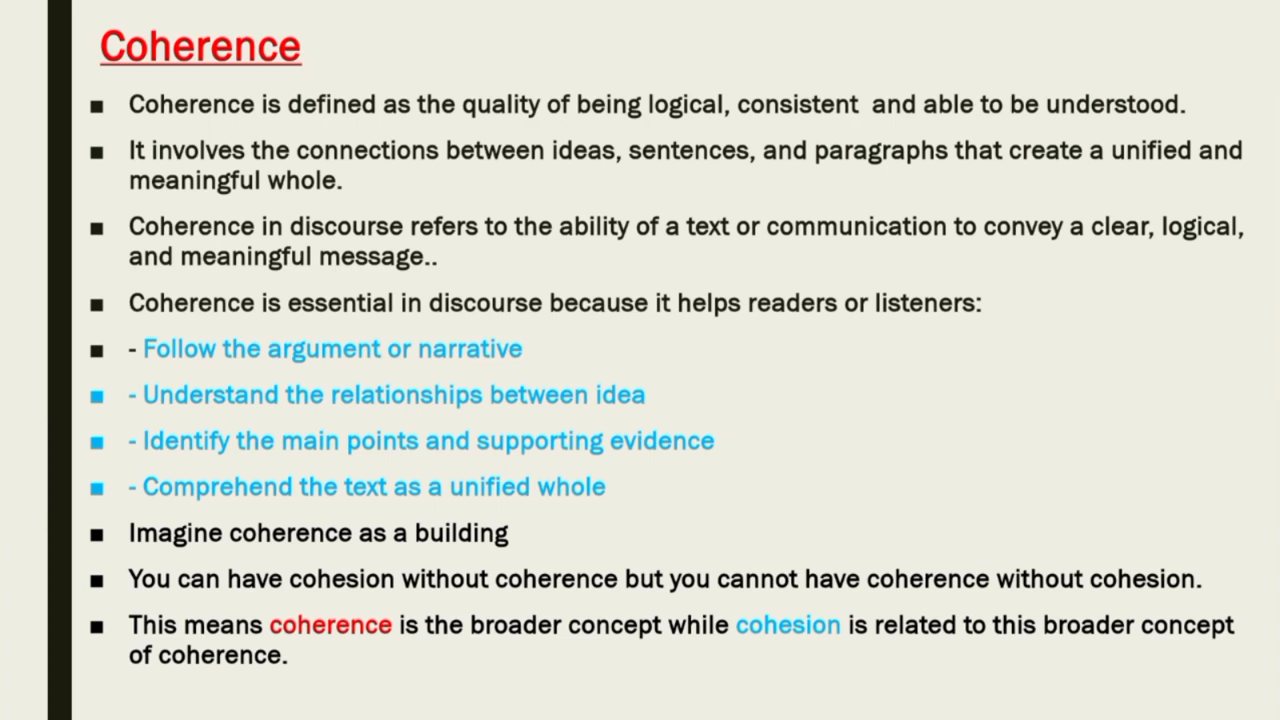 Coherence
■ Coherence is defined as the quality of being logical, consistent and able to be understood.
■ It involves the connections between ideas, sentences, and paragraphs that create a unified and
meaningful whole.
■ Coherence in discourse refers to the ability of a text or communication to convey a clear, logical,
and meaningful message..
■ Coherence is essential in discourse because it helps readers or listeners:
■ - Follow the argument or narrative
■ - Understand the relationships between idea
■ - Identify the main points and supporting evidence
■ - Comprehend the text as a unified whole
■ Imagine coherence as a building
■ You can have cohesion without coherence but you cannot have coherence without cohesion.
■ This means coherence is the broader concept while cohesion is related to this broader concept
of coherence.